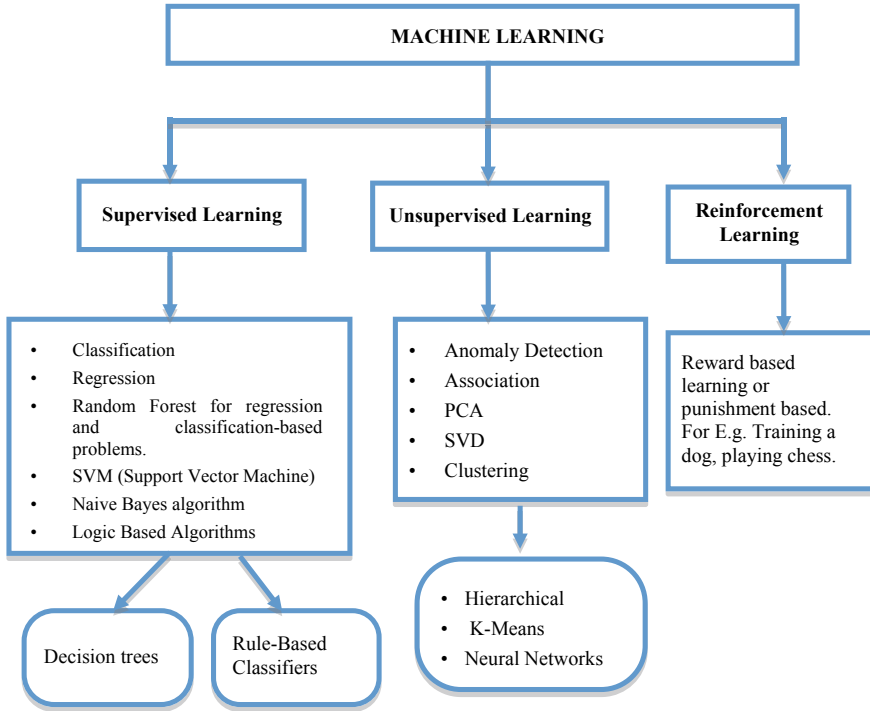 MACHINE LEARNING
Supervised Learning
Unsupervised Learning
Reinforcement
Learning
• Classification
• Regression
• Random Forest for regression
and classification-based
problems.
• SVM (Support Vector Machine)
• Naive Bayes algorithm
• Logic Based Algorithms
• Anomaly Detection
• Association
• PCA
• SVD
• Clustering
Reward based
learning or
punishment based.
For E.g. Training a
dog, playing chess.
Decision trees
Rule-Based
Classifiers
• Hierarchical
• K-Means
• Neural Networks